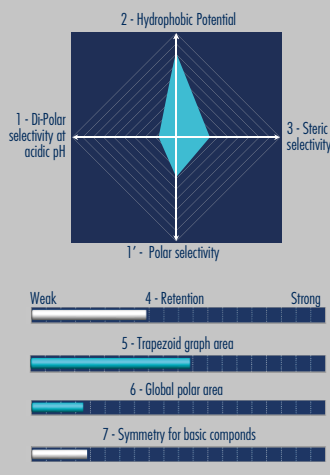 2 - Hydrophobic Potential
1 - Di-Polar
selectivity at
acidic pH
3 - Steric
selectivity
1' - Polar selectivity
Weak 4 - Retention Strong
5 - Trapezoid graph area
6 - Global polar area
7 - Symmetry for basic componds